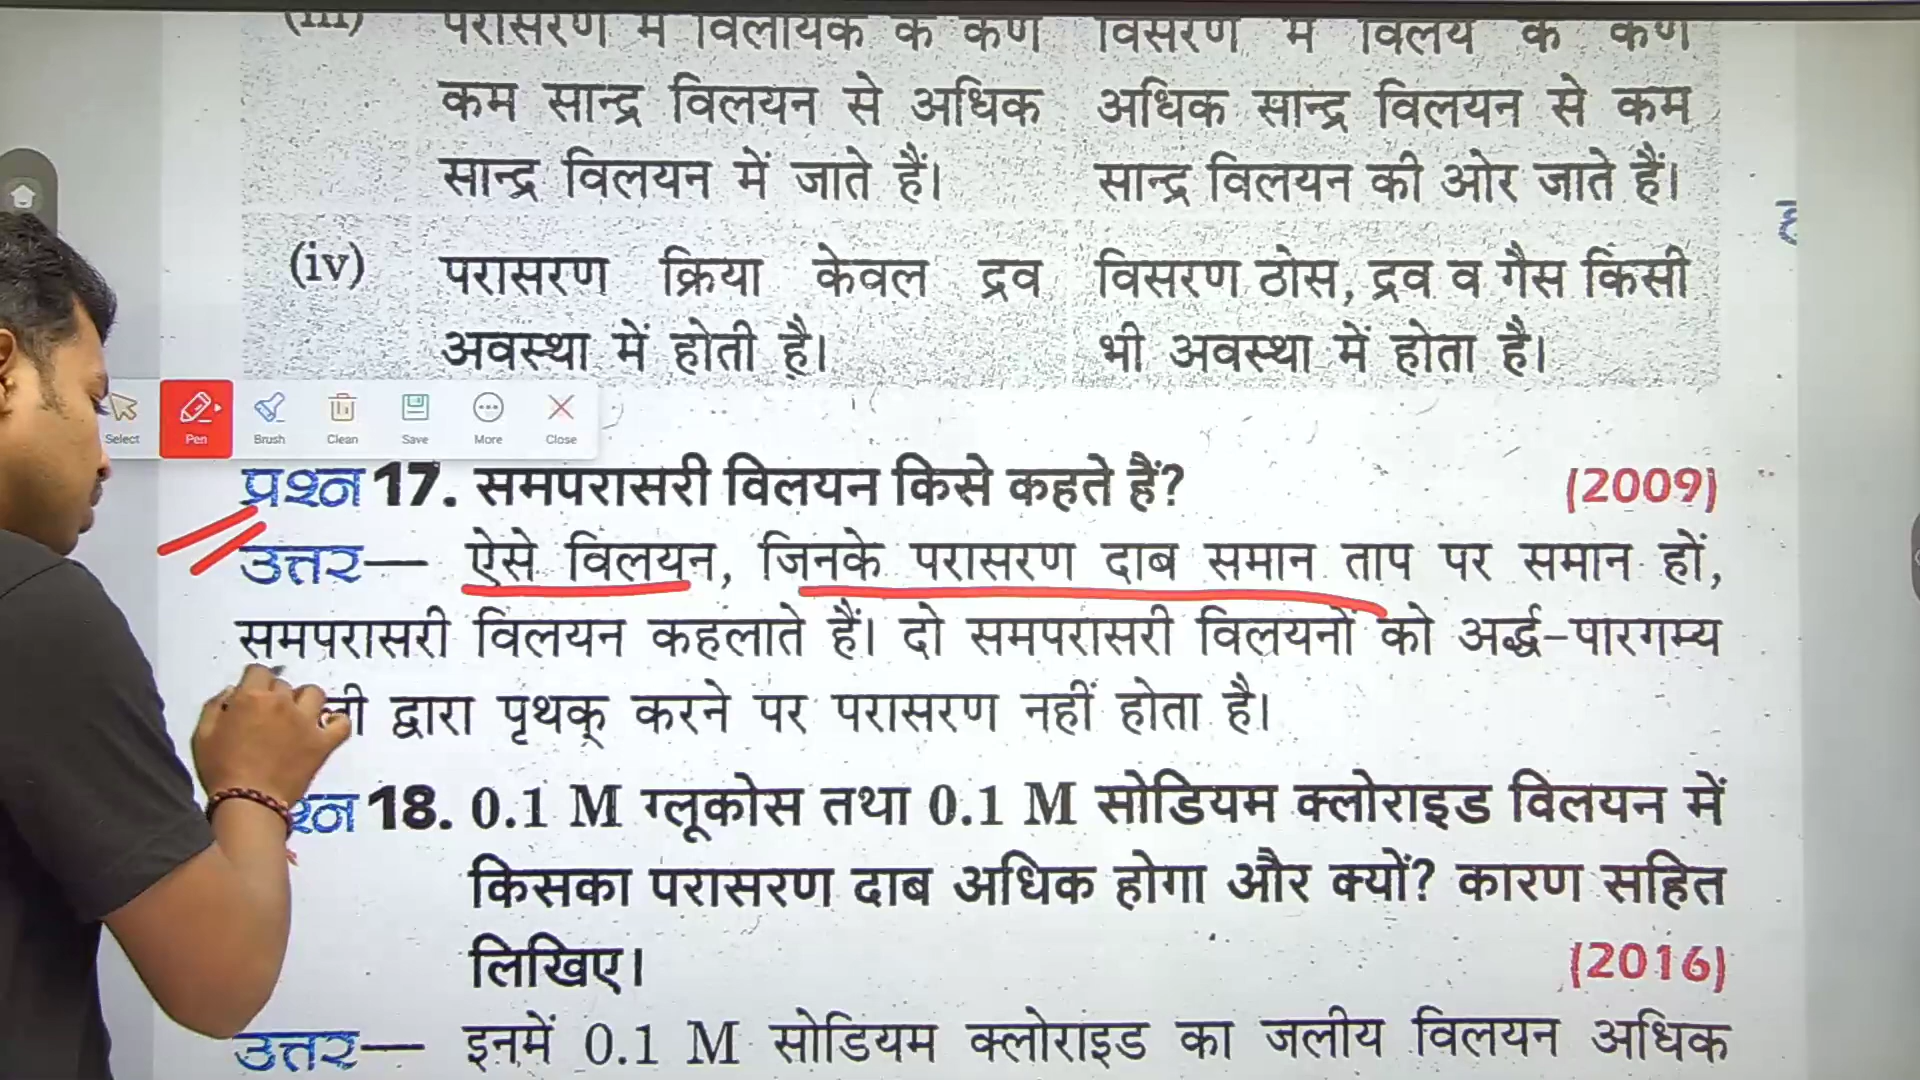 (iii) परासरण में विलायक के कण विसरण में विलेय के कण
कम सान्द्र विलयन से अधिक अधिक सान्द्र विलयन से कम
सान्द्र विलयन में जाते हैं। सान्द्र विलयन की ओर जाते हैं।
(iv) परासरण क्रिया केवल द्रव विसरण ठोस, द्रव व गैस किसी
अवस्था में होती है। भी अवस्था में होता है।
Select Pen Brush Clean Save More Close
प्रश्न 17. समपरासरी विलयन किसे कहते हैं? (2009)
उत्तर— ऐसे विलयन, जिनके परासरण दाब समान ताप पर समान हों,
समपरासरी विलयन कहलाते हैं। दो समपरासरी विलयनों को अर्द्ध-पारगम्य
द्वारा पृथक् करने पर परासरण नहीं होता है।
18. 0.1 M ग्लूकोस तथा 0.1 M सोडियम क्लोराइड विलयन में
किसका परासरण दाब अधिक होगा और क्यों? कारण सहित
लिखिए। (2016)
उत्तर— इनमें 0.1 M सोडियम क्लोराइड का जलीय विलयन अधिक